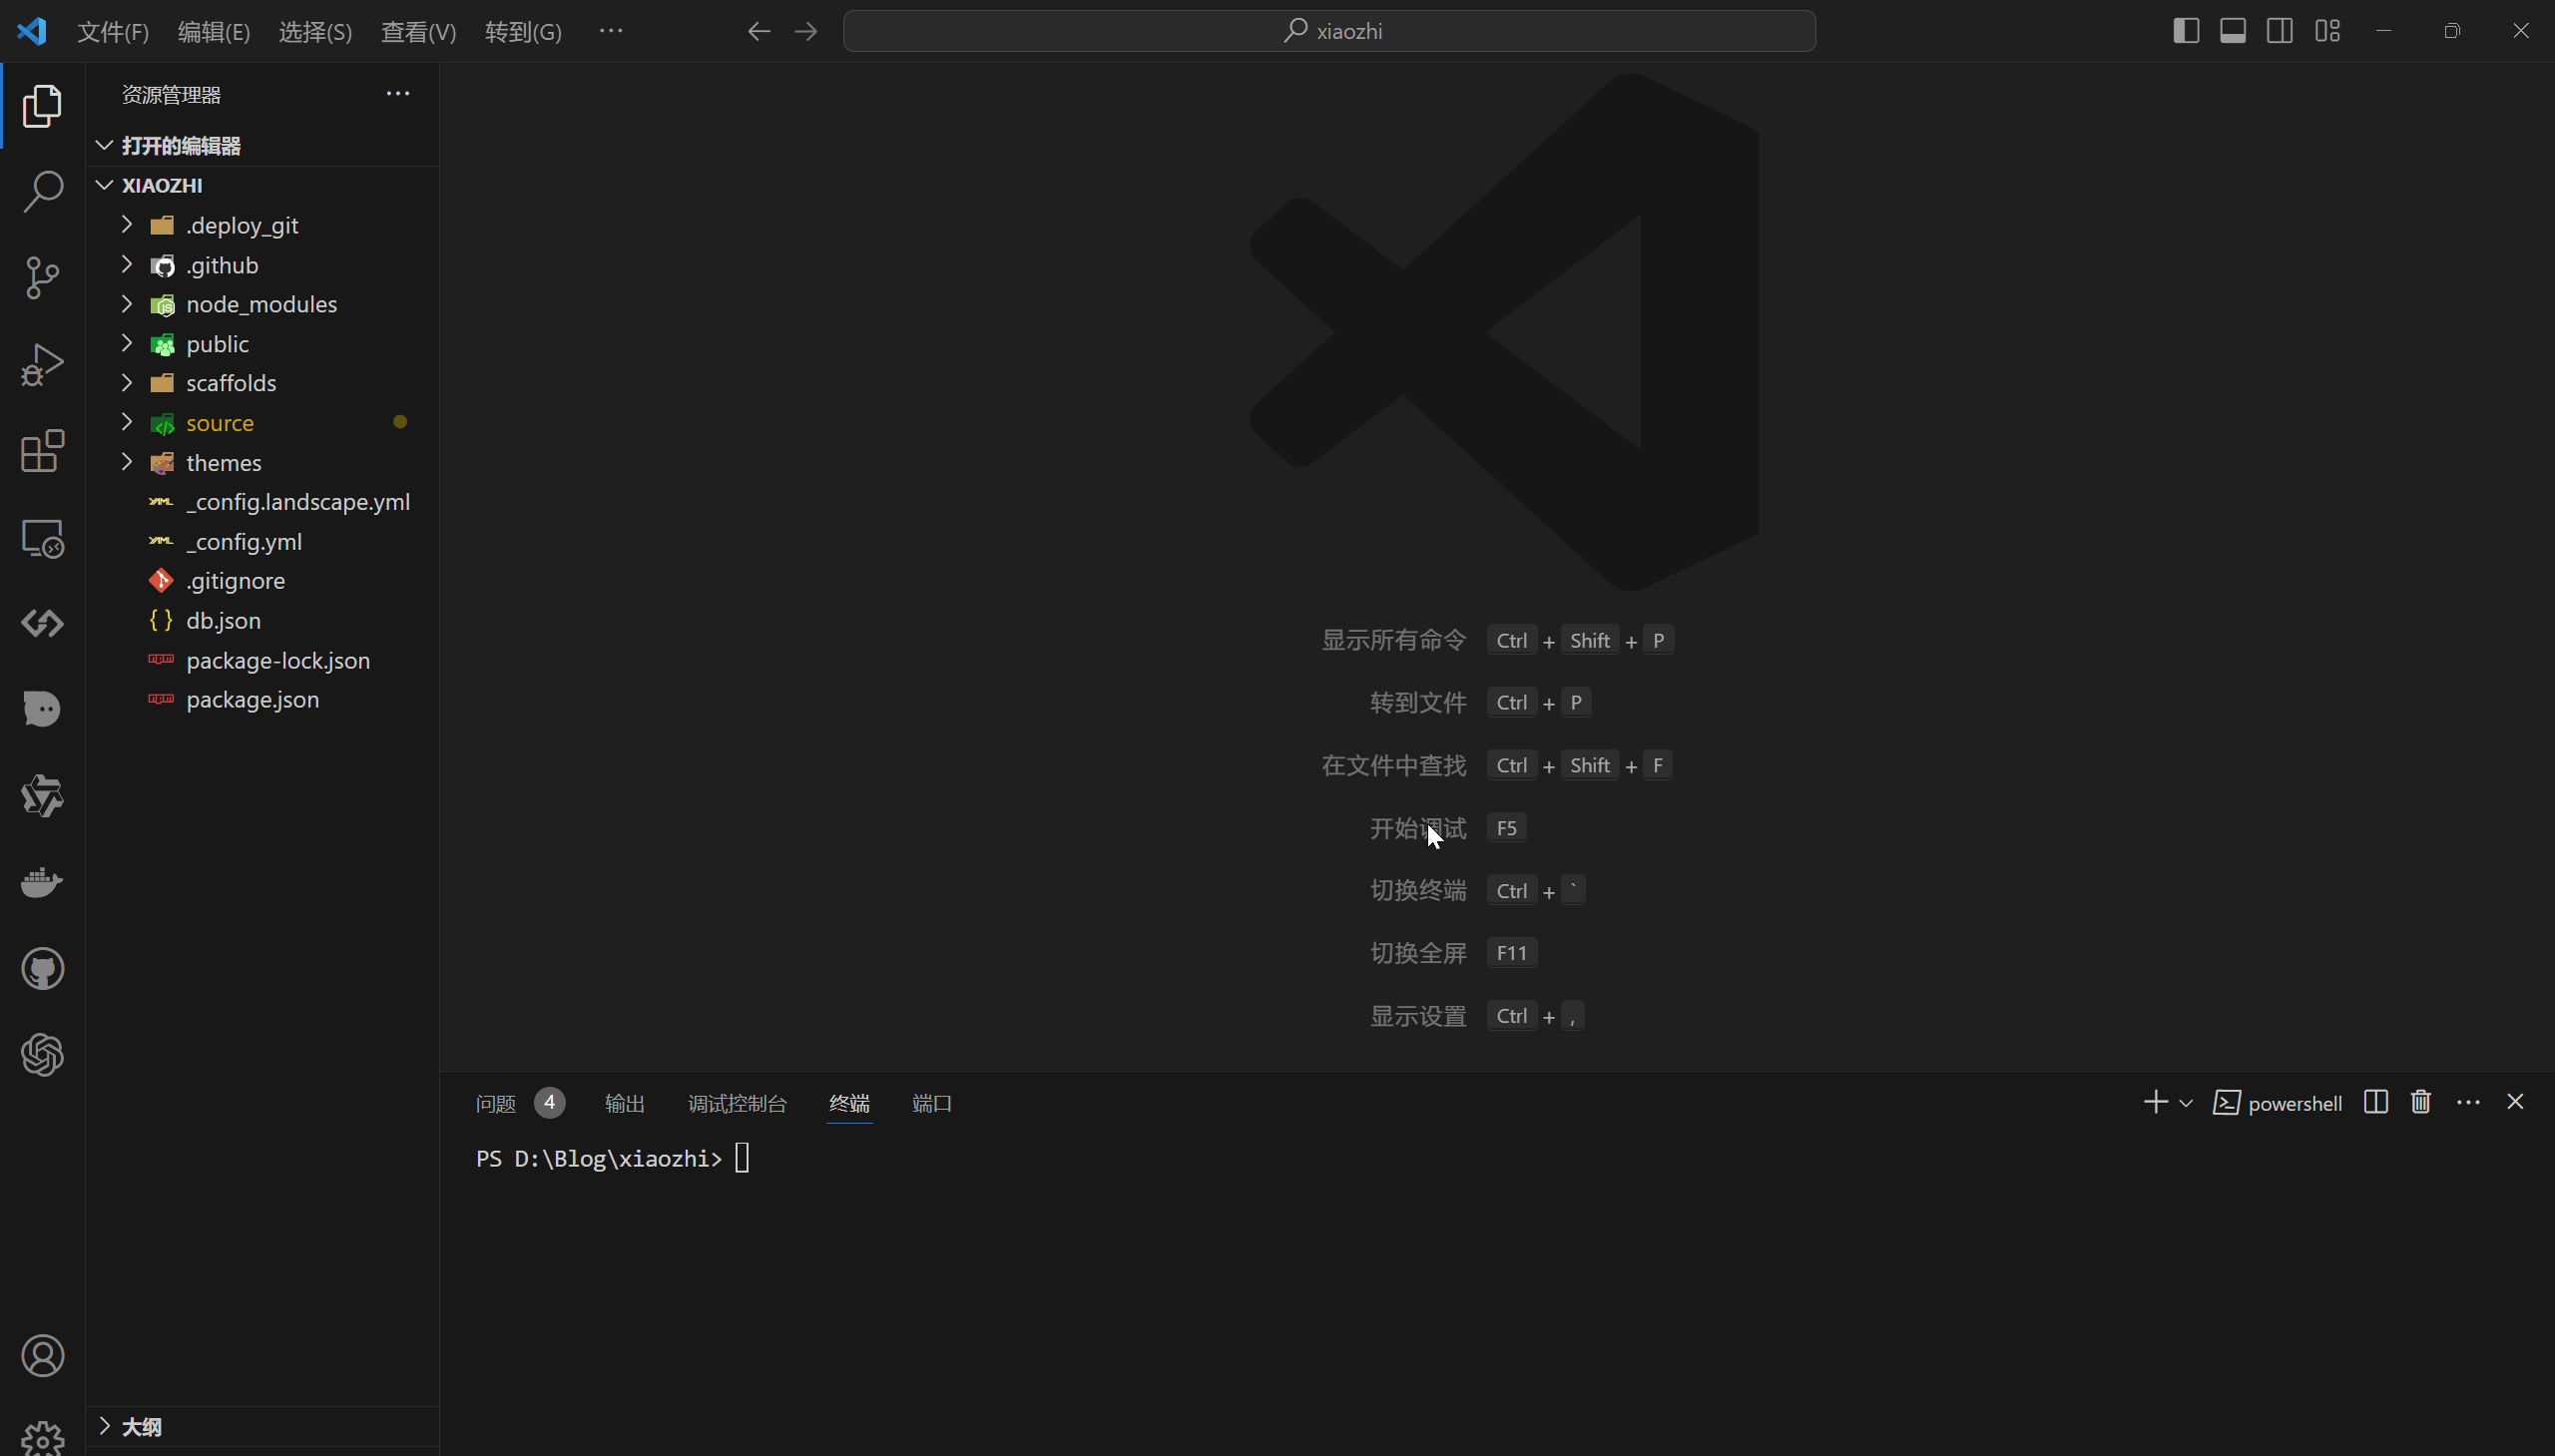 文件(F) 编辑(E) 选择(S) 查看(V) 转到(G) ··· xiaozhi
资源管理器 ···
打开的编辑器
XIAOZHI
.deploy_git
.github
node_modules
public
scaffolds
source
themes
_config.landscape.yml
_config.yml
.gitignore
db.json
package-lock.json
package.json
大纲
显示所有命令 Ctrl + Shift + P
转到文件 Ctrl + P
在文件中查找 Ctrl + Shift + F
开始调试 F5
切换终端 Ctrl + `
切换全屏 F11
显示设置 Ctrl + ,
问题 4 输出 调试控制台 终端 端口 powershell ···
PS D:\Blog\xiaozhi>